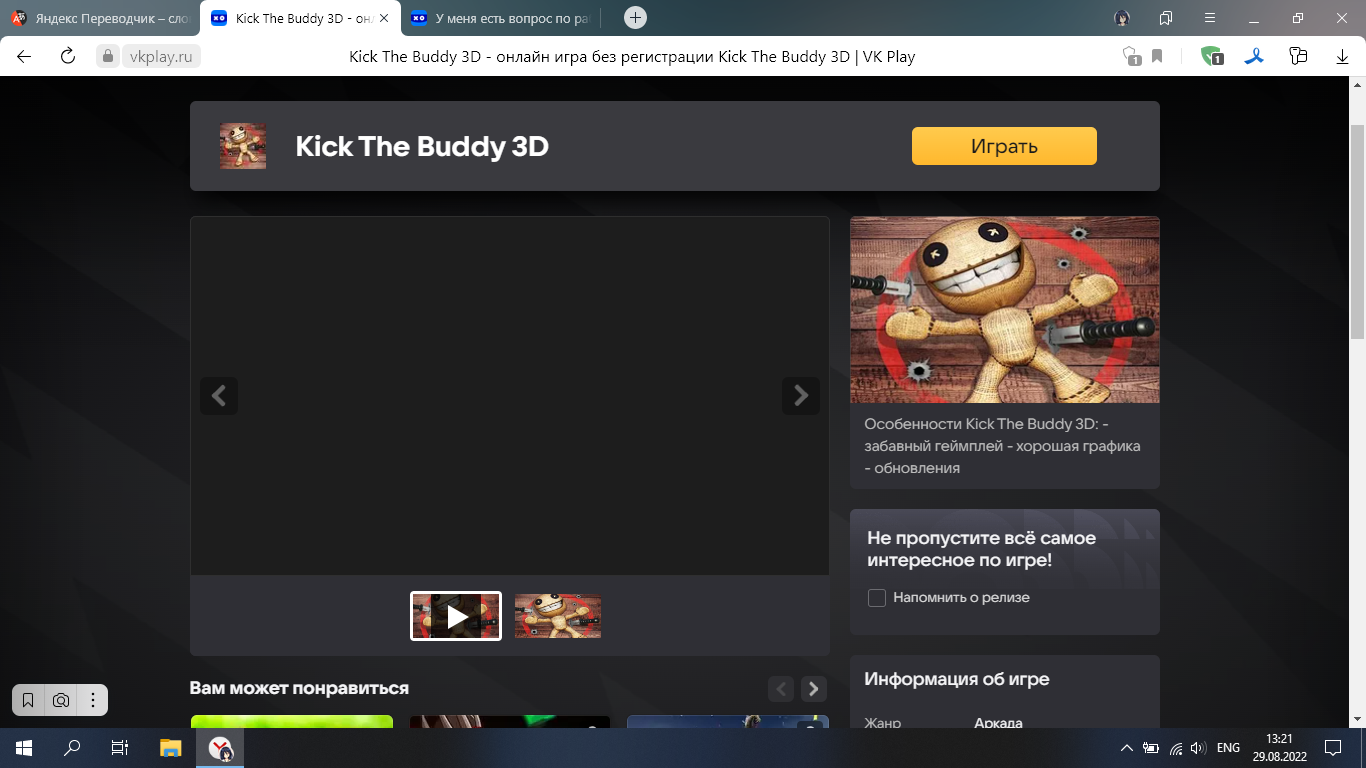 Яндекс Переводчик – сло
Kick The Buddy 3D - онл
У меня есть вопрос по ра
vkplay.ru
Kick The Buddy 3D - онлайн игра без регистрации Kick The Buddy 3D | VK Play
1
1
Kick The Buddy 3D
Играть
Особенности Kick The Buddy 3D: -
забавный геймплей - хорошая графика
- обновления
Не пропустите всё самое
интересное по игре!
Напомнить о релизе
Вам может понравиться
Информация об игре
Жанр
Аркада
ENG
13:21
29.08.2022